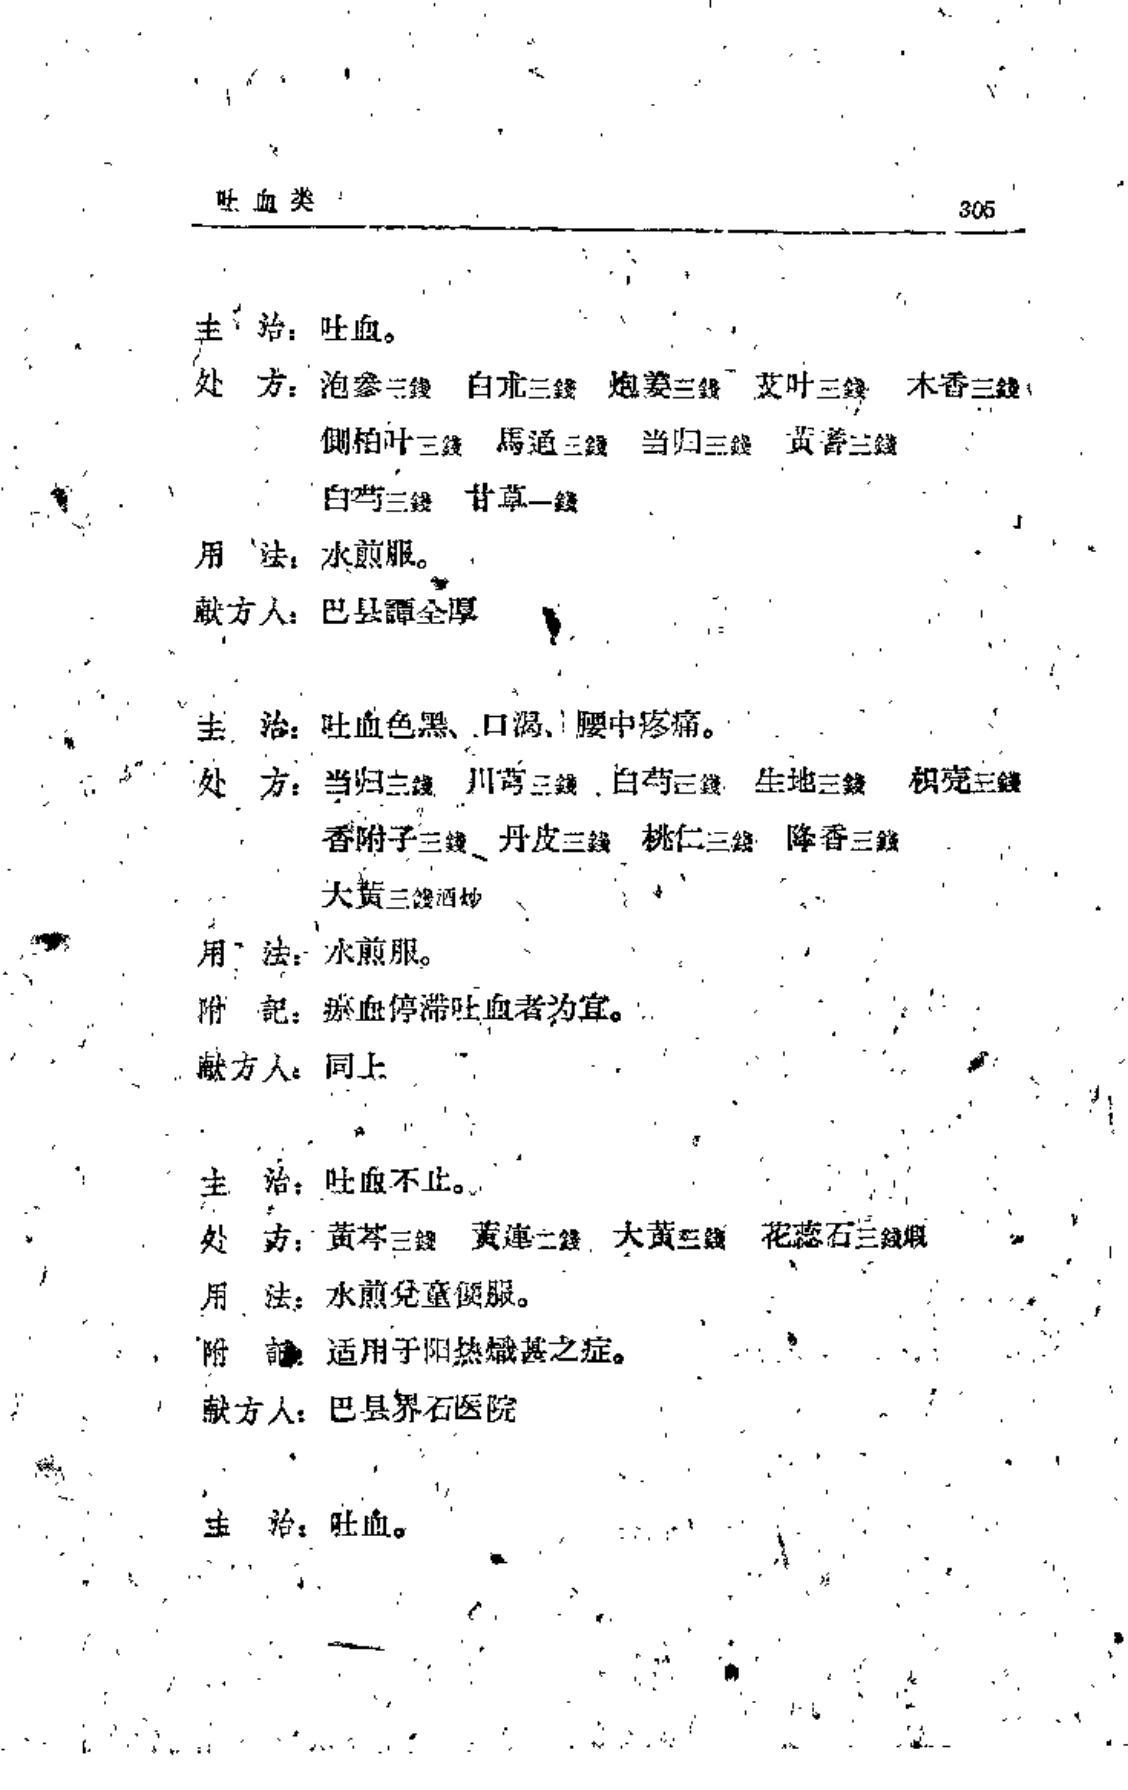 吐血类
305
主　治：吐血。
处　方：泡參三錢　白朮三錢　炮姜三錢　艾叶三錢　木香三錢
側柏叶三錢　馬通三錢　当归三錢　黄蓍三錢
白芍三錢　甘草一錢
用　法：水煎服。
献方人：巴县譚全厚
主　治：吐血色黑、口渴、腰中疼痛。
处　方：当归三錢　川芎三錢　白芍三錢　生地三錢　枳壳三錢
香附子三錢　丹皮三錢　桃仁三錢　降香三錢
大黄三錢酒炒
用　法：水煎服。
附　記：瘀血停滞吐血者为宜。
献方人：同上
主　治：吐血不止。
处　方：黄芩三錢　黄連二錢　大黄三錢　花蕊石三錢煅
用　法：水煎兒童便服。
附　記：适用于阳热熾甚之症。
献方人：巴县界石医院
主　治：吐血。